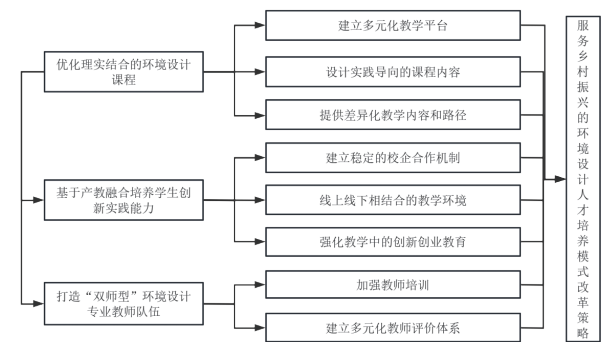 优化理实结合的环境设计
课程
基于产教融合培养学生创
新实践能力
打造“双师型”环境设计
专业教师队伍
建立多元化教学平台
设计实践导向的课程内容
提供差异化教学内容和路径
建立稳定的校企合作机制
线上线下相结合的教学环境
强化教学中的创新创业教育
加强教师培训
建立多元化教师评价体系
服务乡村振兴的环境设计人才培养模式改革策略